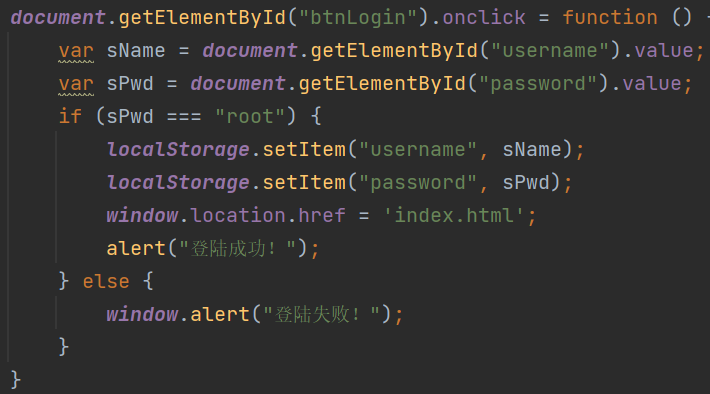 document.getElementById("btnLogin").onclick = function () {
    var sName = document.getElementById("username").value;
    var sPwd = document.getElementById("password").value;
    if (sPwd === "root") {
        localStorage.setItem("username", sName);
        localStorage.setItem("password", sPwd);
        window.location.href = 'index.html';
        alert("登陆成功！");
    } else {
        window.alert("登陆失败！");
    }
}